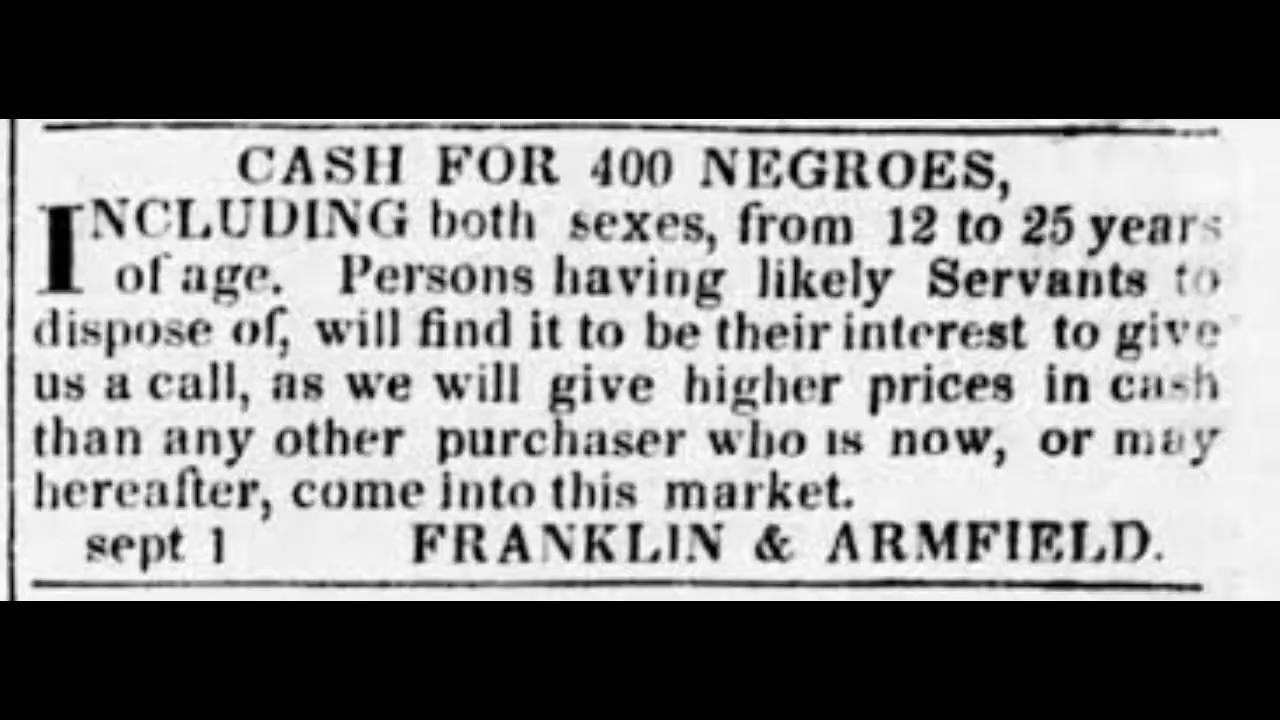 CASH FOR 400 NEGROES,
INCLUDING both sexes, from 12 to 25 years
of age. Persons having likely Servants to
dispose of, will find it to be their interest to give
us a call, as we will give higher prices in cash
than any other purchaser who is now, or may
hereafter, come into this market.
sept 1 FRANKLIN & ARMFIELD.